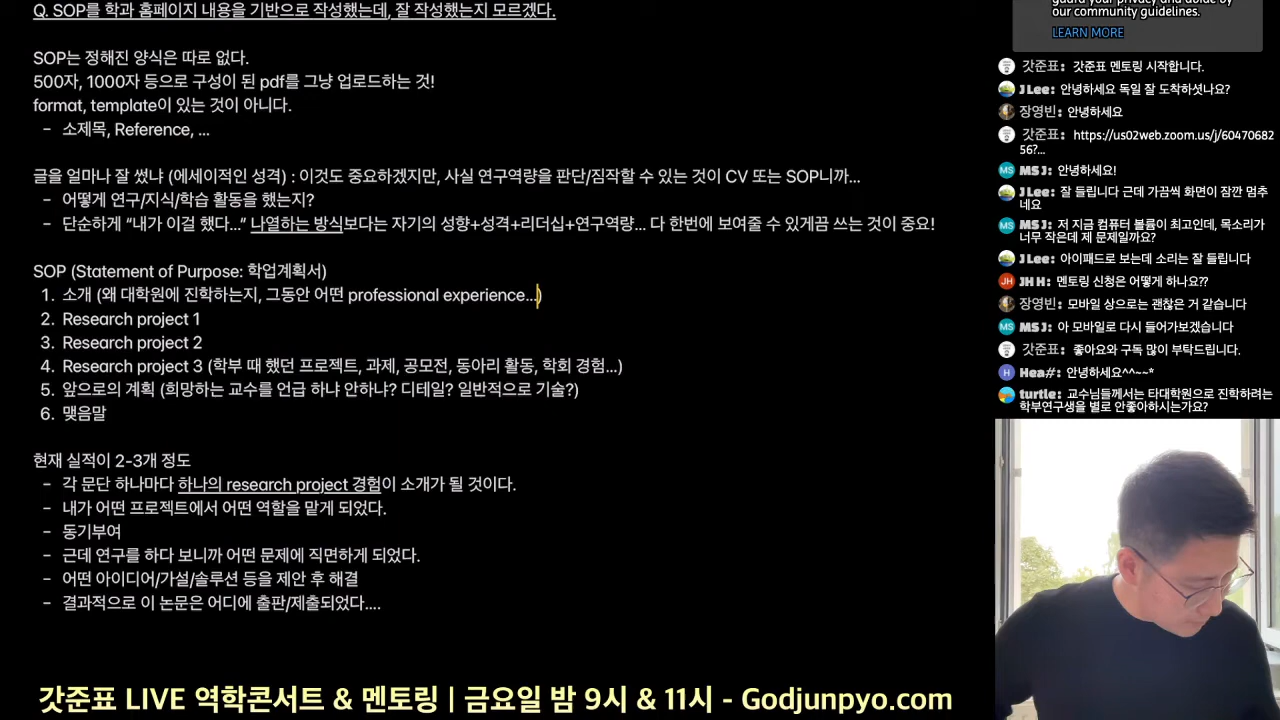 Q. SOP를 학과 홈페이지 내용을 기반으로 작성했는데, 잘 작성했는지 모르겠다.
SOP는 정해진 양식은 따로 없다.
500자, 1000자 등으로 구성이 된 pdf를 그냥 업로드하는 것!
format, template이 있는 것이 아니다.
- 소제목, Reference, ...
글을 얼마나 잘 썼냐 (에세이적인 성격) : 이것도 중요하겠지만, 사실 연구역량을 판단/짐작할 수 있는 것이 CV 또는 SOP니까...
- 어떻게 연구/지식/학습 활동을 했는지?
- 단순하게 “내가 이걸 했다...“ 나열하는 방식보다는 자기의 성향+성격+리더십+연구역량... 다 한번에 보여줄 수 있게끔 쓰는 것이 중요!
SOP (Statement of Purpose: 학업계획서)
1. 소개 (왜 대학원에 진학하는지, 그동안 어떤 professional experience...)
2. Research project 1
3. Research project 2
4. Research project 3 (학부 때 했던 프로젝트, 과제, 공모전, 동아리 활동, 학회 경험...)
5. 앞으로의 계획 (희망하는 교수를 언급 하냐 안하냐? 디테일? 일반적으로 기술?)
6. 맺음말
현재 실적이 2-3개 정도
- 각 문단 하나마다 하나의 research project 경험이 소개가 될 것이다.
- 내가 어떤 프로젝트에서 어떤 역할을 맡게 되었다.
- 동기부여
- 근데 연구를 하다 보니까 어떤 문제에 직면하게 되었다.
- 어떤 아이디어/가설/솔루션 등을 제안 후 해결
- 결과적으로 이 논문은 어디에 출판/제출되었다....
갓준표 LIVE 역학콘서트 & 멘토링 | 금요일 밤 9시 & 11시 - Godjunpyo.com
guard your privacy and abide by
our community guidelines.
LEARN MORE
갓준표: 갓준표 멘토링 시작합니다.
J Lee: 안녕하세요 독일 잘 도착하셧나요?
장영빈: 안녕하세요
갓준표: https://us02web.zoom.us/j/60470682
56?...
MS J: 안녕하세요!
J Lee: 잘 들립니다 근데 가끔씩 화면이 잠깐 멈추
네요
MS J: 저 지금 컴퓨터 볼륨이 최고인데, 목소리가
너무 작은데 제 문제일까요?
J Lee: 아이패드로 보는데 소리는 잘 들립니다
JH H: 멘토링 신청은 어떻게 하나요??
장영빈: 모바일 상으로는 괜찮은 거 같습니다
MS J: 아 모바일로 다시 들어가보겠습니다
갓준표: 좋아요와 구독 많이 부탁드립니다.
Hea#: 안녕하세요^^~~*
turtle: 교수님들께서는 타대학원으로 진학하려는
학부연구생을 별로 안좋아하시는가요?